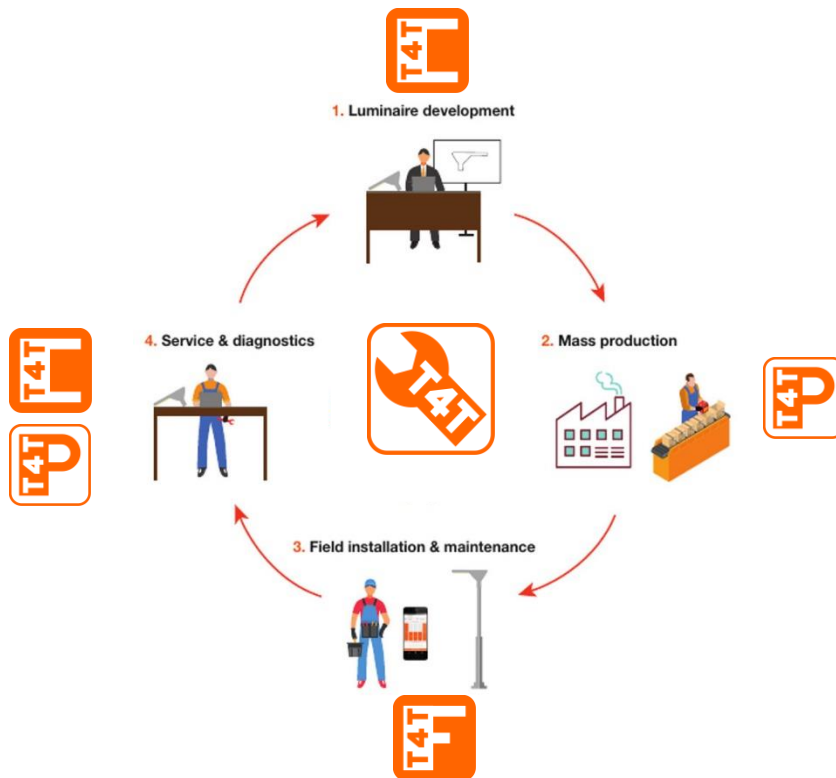 T4T
1. Luminaire development
4. Service & diagnostics
2. Mass production
T4T
T4T
T4T P
T4T P
3. Field installation & maintenance
T4T F